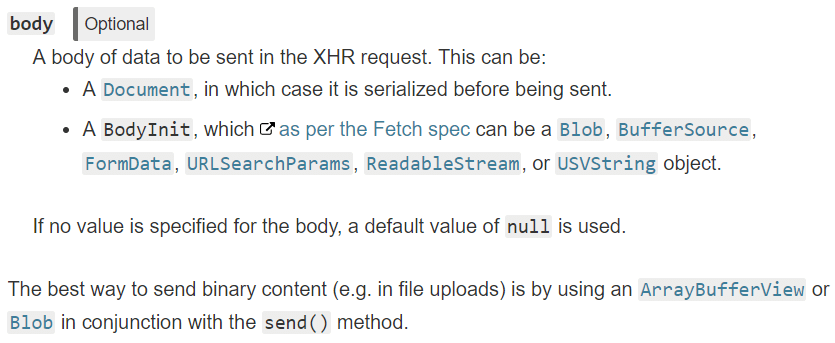 body Optional
A body of data to be sent in the XHR request. This can be:
• A Document, in which case it is serialized before being sent.
• A BodyInit, which as per the Fetch spec can be a Blob, BufferSource,
FormData, URLSearchParams, ReadableStream, or USVString object.
If no value is specified for the body, a default value of null is used.
The best way to send binary content (e.g. in file uploads) is by using an ArrayBufferView or
Blob in conjunction with the send() method.